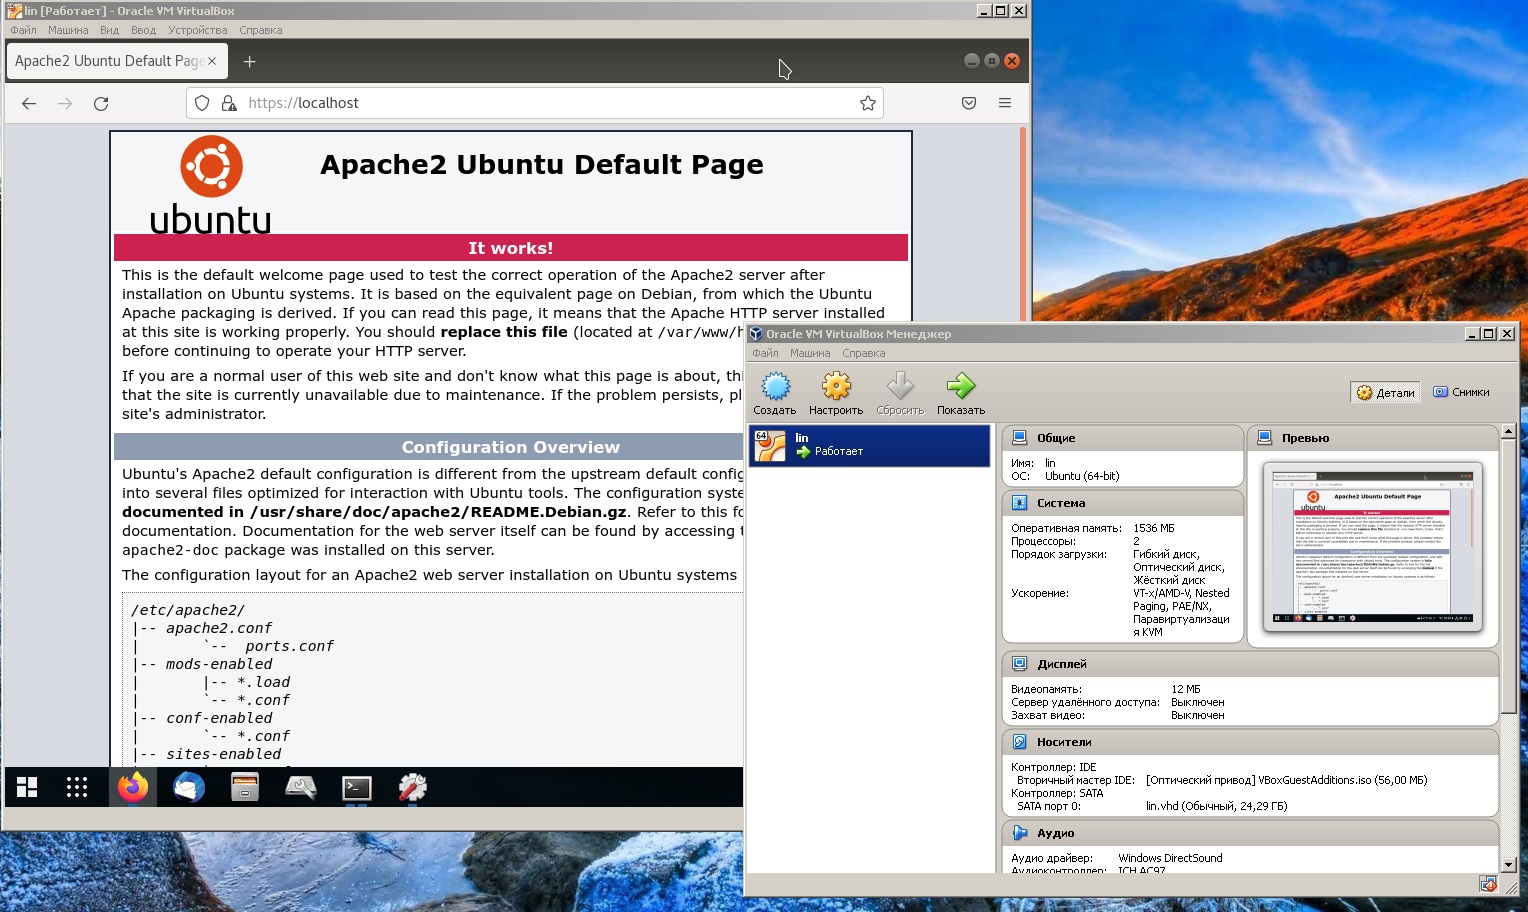 lin [Работает] - Oracle VM VirtualBox
Файл Машина Вид Ввод Устройства Справка
Apache2 Ubuntu Default Page
https://localhost
ubuntu
Apache2 Ubuntu Default Page
It works!
This is the default welcome page used to test the correct operation of the Apache2 server after
installation on Ubuntu systems. It is based on the equivalent page on Debian, from which the Ubuntu
Apache packaging is derived. If you can read this page, it means that the Apache HTTP server installed
at this site is working properly. You should replace this file (located at /var/www/h
before continuing to operate your HTTP server.
If you are a normal user of this web site and don't know what this page is about, thi
that the site is currently unavailable due to maintenance. If the problem persists, pl
site's administrator.
Configuration Overview
Ubuntu's Apache2 default configuration is different from the upstream default config
into several files optimized for interaction with Ubuntu tools. The configuration syste
documented in /usr/share/doc/apache2/README.Debian.gz. Refer to this fo
documentation. Documentation for the web server itself can be found by accessing t
apache2-doc package was installed on this server.
The configuration layout for an Apache2 web server installation on Ubuntu systems
/etc/apache2/
|-- apache2.conf
|       `--  ports.conf
|-- mods-enabled
|       |-- *.load
|       `-- *.conf
|-- conf-enabled
|       `-- *.conf
|-- sites-enabled
Oracle VM VirtualBox Менеджер
Файл Машина Справка
Создать Настроить Сбросить Показать
Детали Снимки
64 lin
Работает
Общие
Имя: lin
ОС: Ubuntu (64-bit)
Система
Оперативная память: 1536 МБ
Процессоры: 2
Порядок загрузки: Гибкий диск,
Оптический диск,
Жёсткий диск
Ускорение: VT-x/AMD-V, Nested
Paging, PAE/NX,
Паравиртуализаци
я KVM
Превью
Apache2 Ubuntu Default Page
Дисплей
Видеопамять: 12 МБ
Сервер удалённого доступа: Выключен
Захват видео: Выключен
Носители
Контроллер: IDE
Вторичный мастер IDE: [Оптический привод] VBoxGuestAdditions.iso (56,00 МБ)
Контроллер: SATA
SATA порт 0: lin.vhd (Обычный, 24,29 ГБ)
Аудио
Аудио драйвер: Windows DirectSound
Аудиоконтроллер: ICH AC97